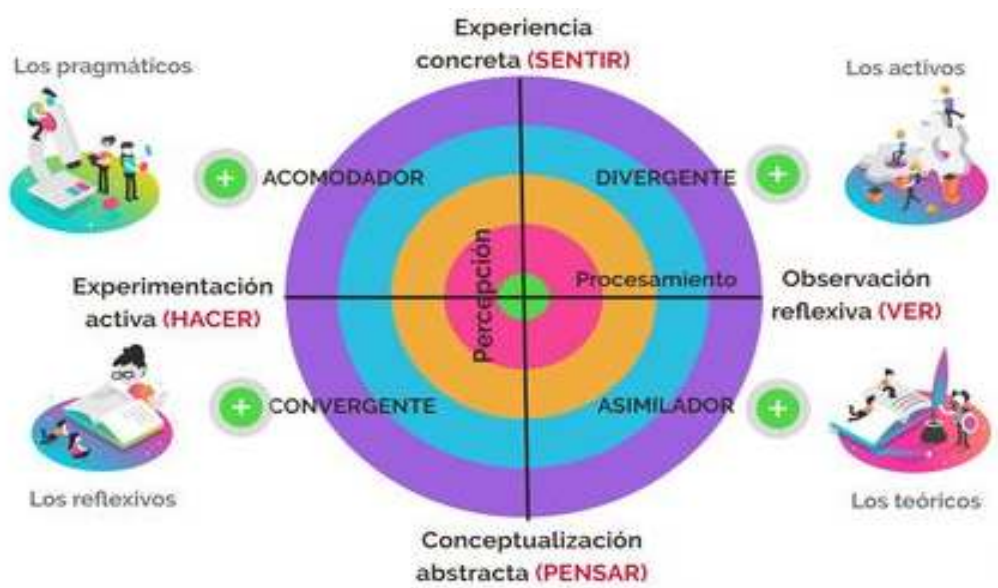 Experiencia
concreta (SENTIR)
Los pragmáticos
Los activos
ACOMODADOR
DIVERGENTE
Percepción
Procesamiento
Experimentación
activa (HACER)
Observación
reflexiva (VER)
CONVERGENTE
ASIMILADOR
Los reflexivos
Los teóricos
Conceptualización
abstracta (PENSAR)